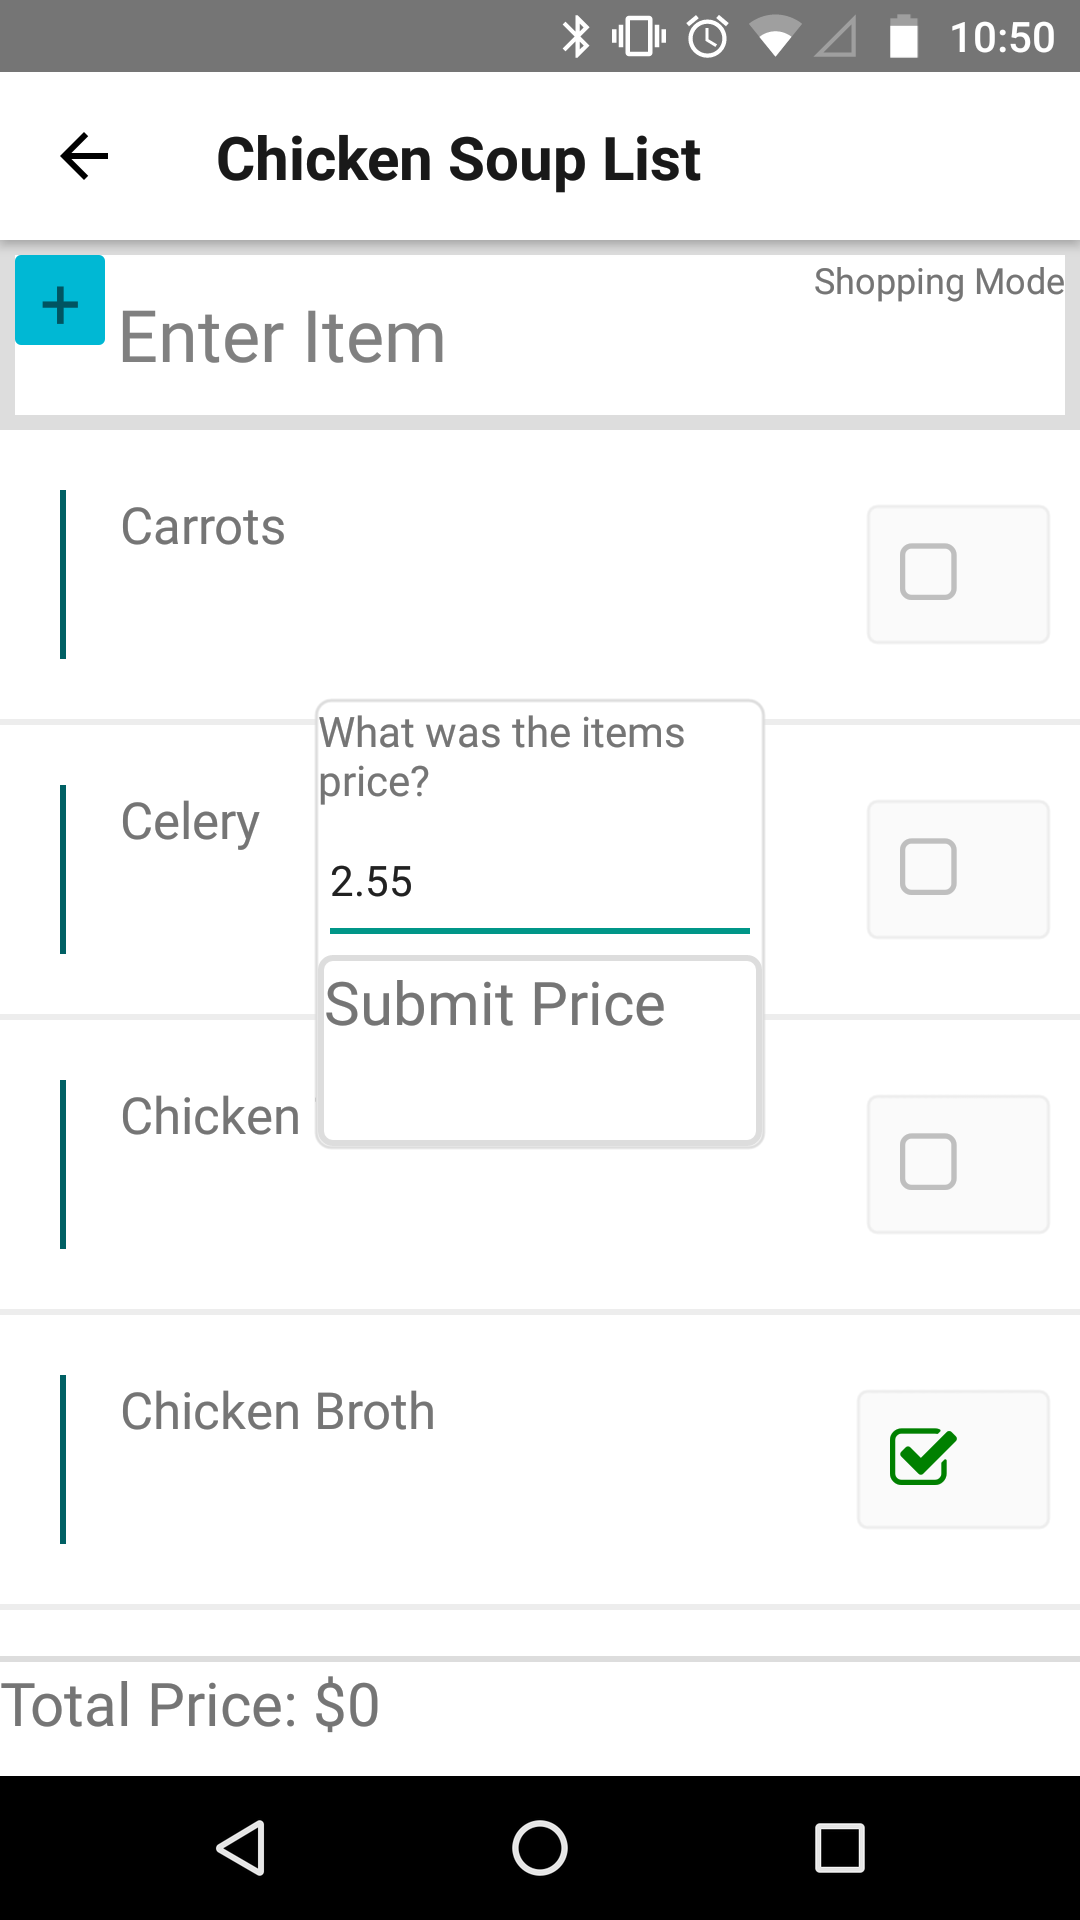 10:50
Chicken Soup List
+
Shopping Mode
Enter Item
Carrots
What was the items
price?
Celery
2.55
Submit Price
Chicken
Chicken Broth
Total Price: $0